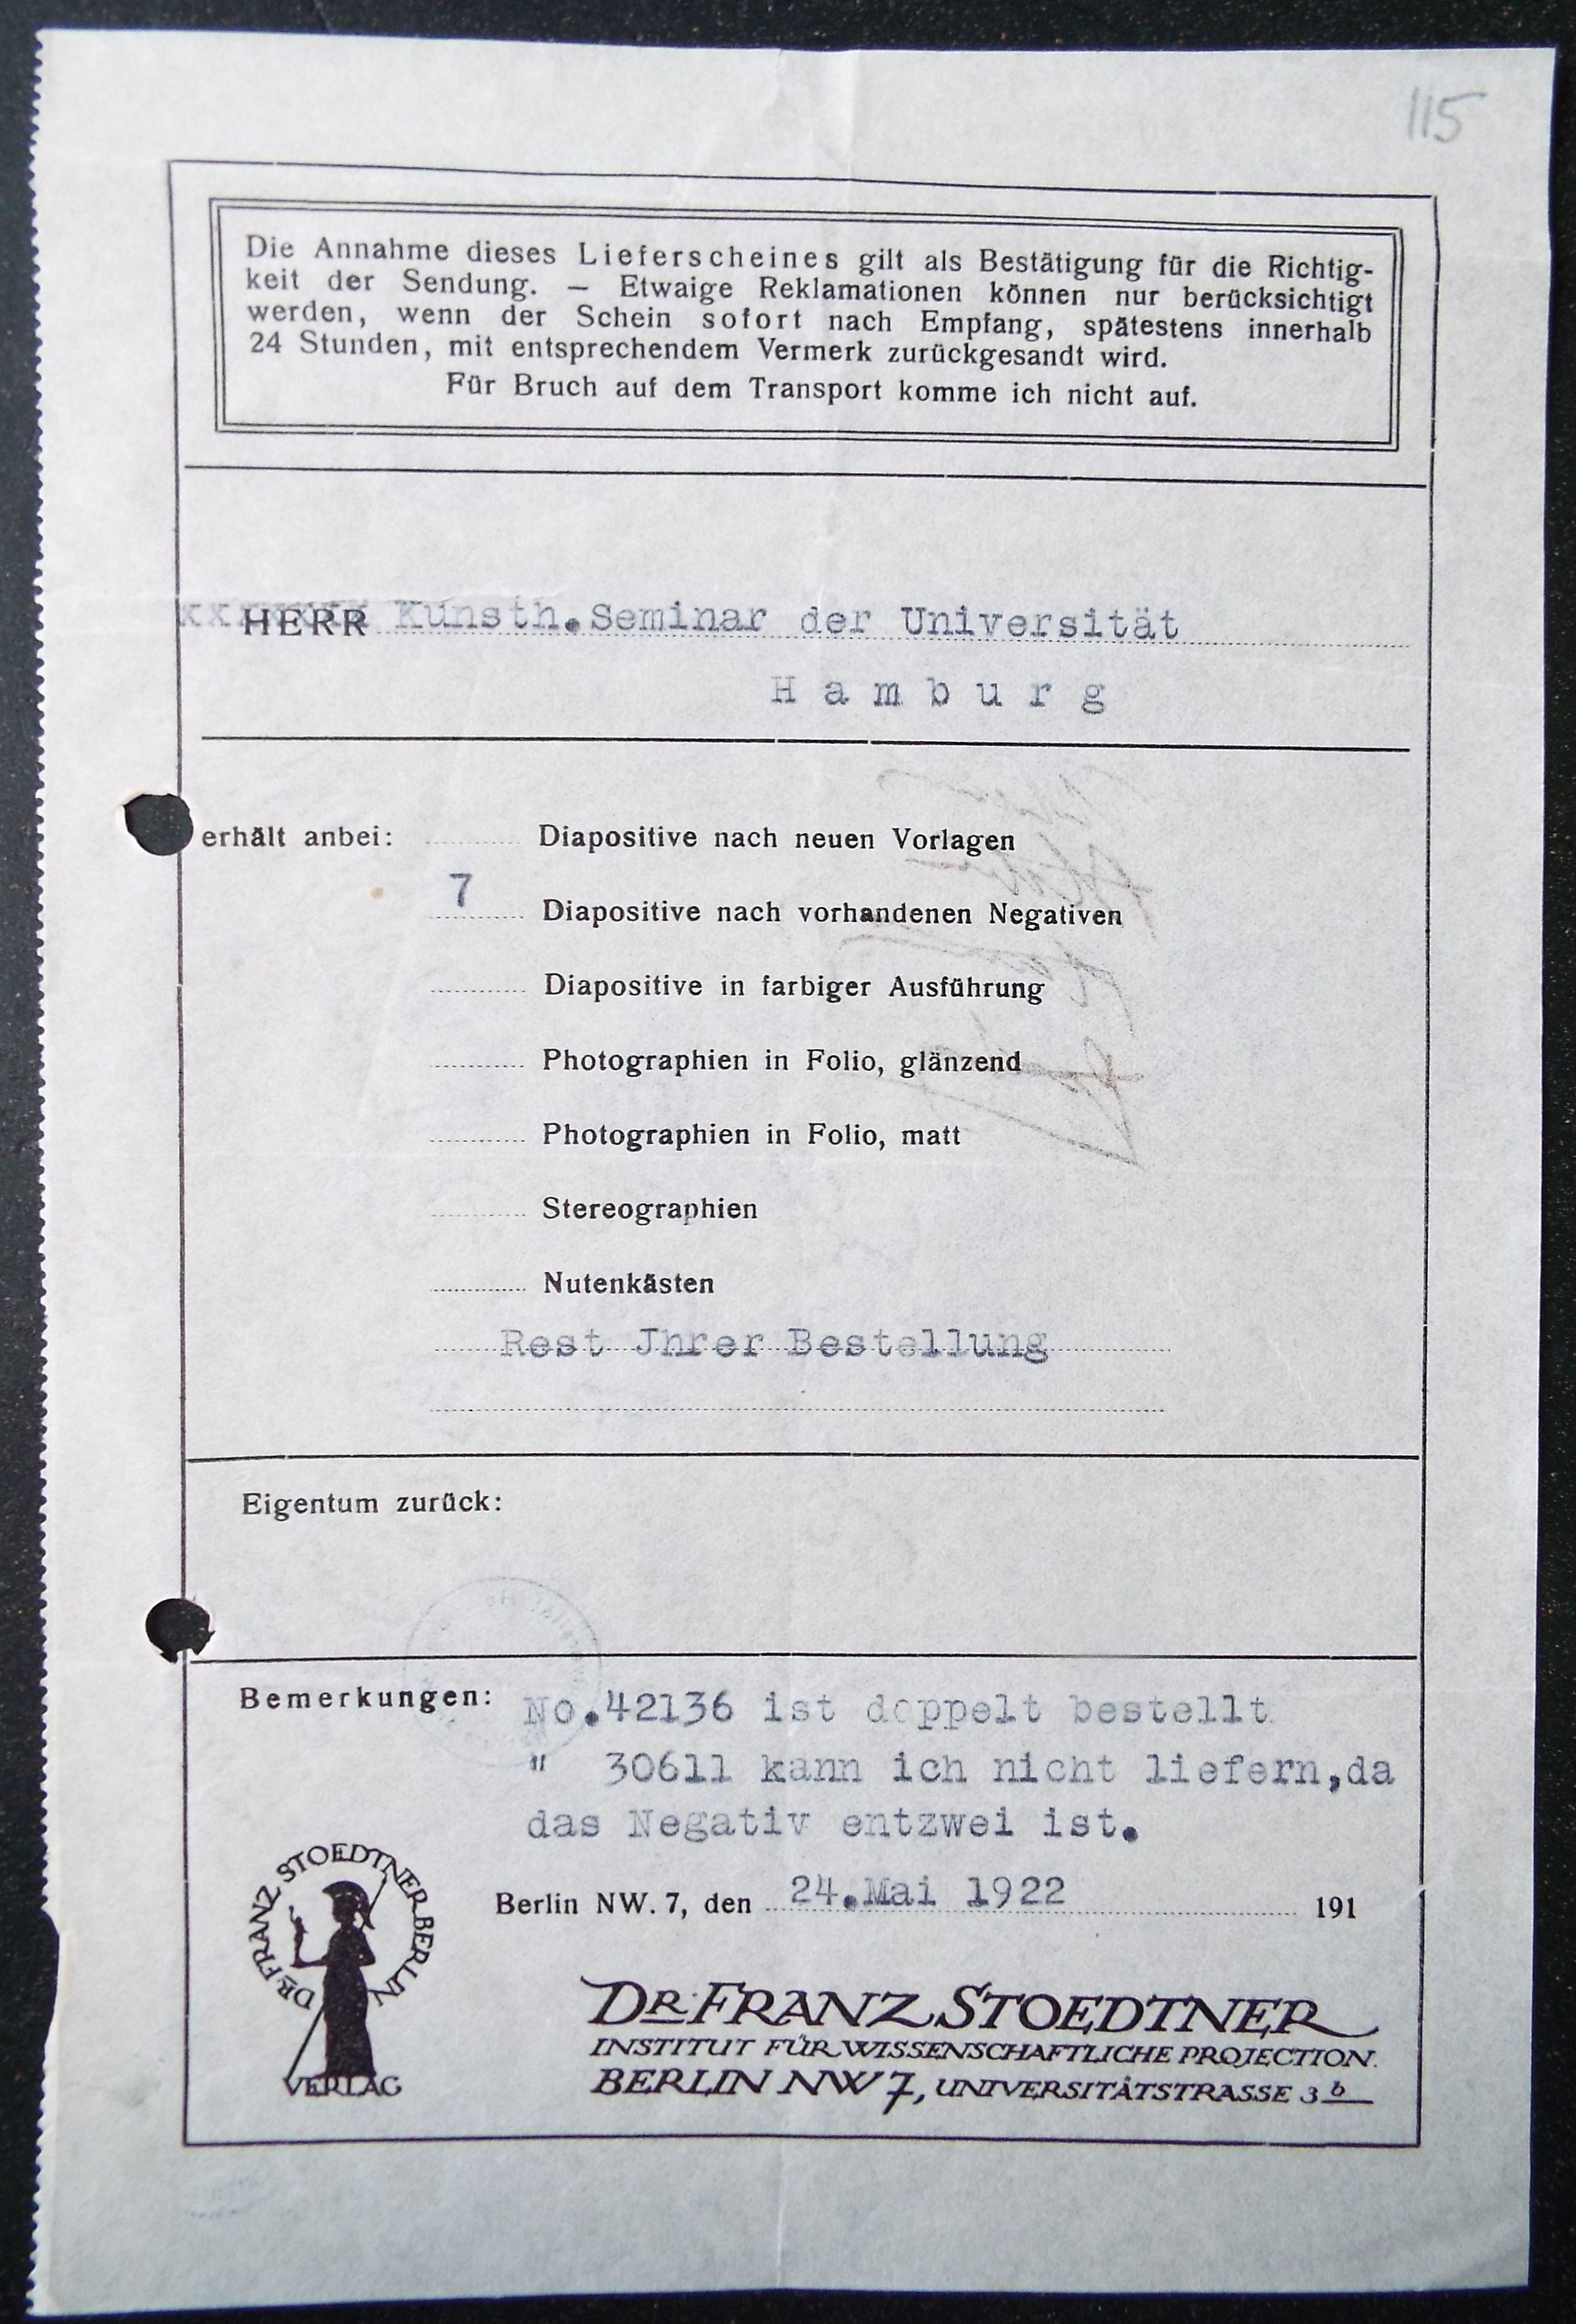 115
Die Annahme dieses Lieferscheines gilt als Bestätigung für die Richtig-
keit der Sendung. — Etwaige Reklamationen können nur berücksichtigt
werden, wenn der Schein sofort nach Empfang, spätestens innerhalb
24 Stunden, mit entsprechendem Vermerk zurückgesandt wird.
Für Bruch auf dem Transport komme ich nicht auf.
HERR Kunsth.Seminar der Universität
Hamburg
erhält anbei: Diapositive nach neuen Vorlagen
7 Diapositive nach vorhandenen Negativen
Diapositive in farbiger Ausführung
Photographien in Folio, glänzend
Photographien in Folio, matt
Stereographien
Nutenkästen
Rest Jhrer Bestellung
Eigentum zurück:
Bemerkungen: No.42136 ist doppelt bestellt
" 30611 kann ich nicht liefern,da
das Negativ entzwei ist.
Berlin NW. 7, den 24.Mai 1922 191
DR. FRANZ STOEDTNER BERLIN
VERLAG
DR. FRANZ STOEDTNER
INSTITUT FÜR WISSENSCHAFTLICHE PROJECTION.
BERLIN NW 7, UNIVERSITÄTSTRASSE 3 b